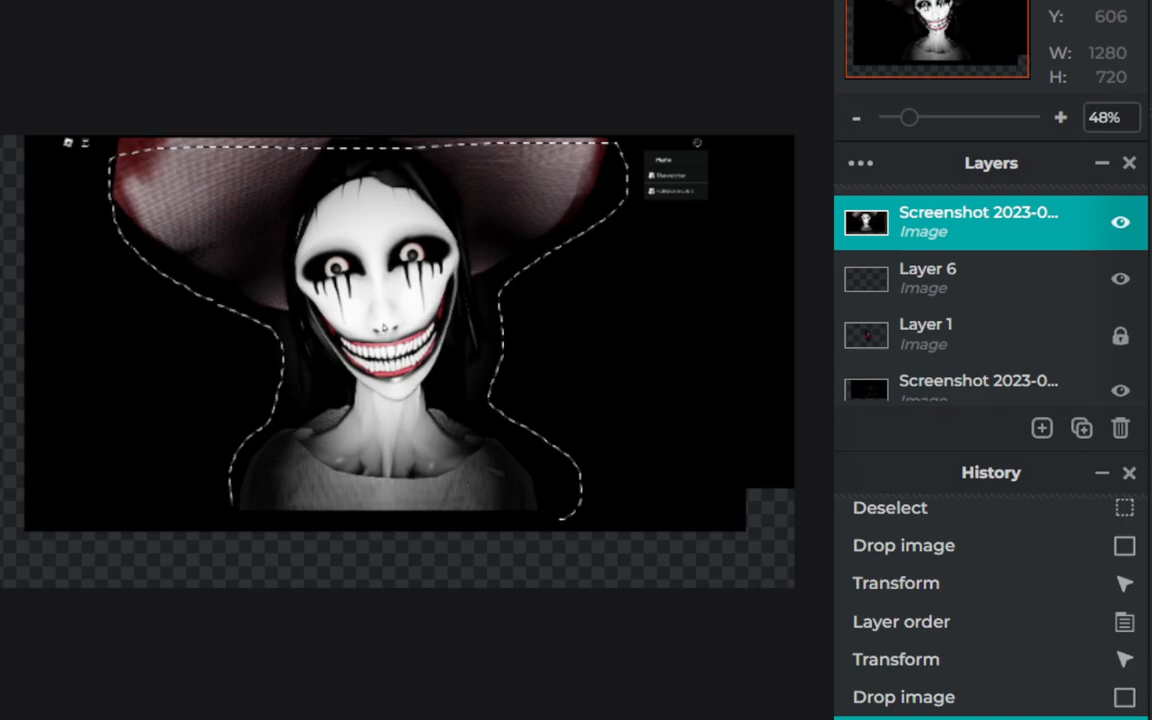 Y: 606
W: 1280
H: 720
- + 48%
Layers
Screenshot 2023-0...
Image
Layer 6
Image
Layer 1
Image
Screenshot 2023-0...
Image
History
Deselect
Drop image
Transform
Layer order
Transform
Drop image